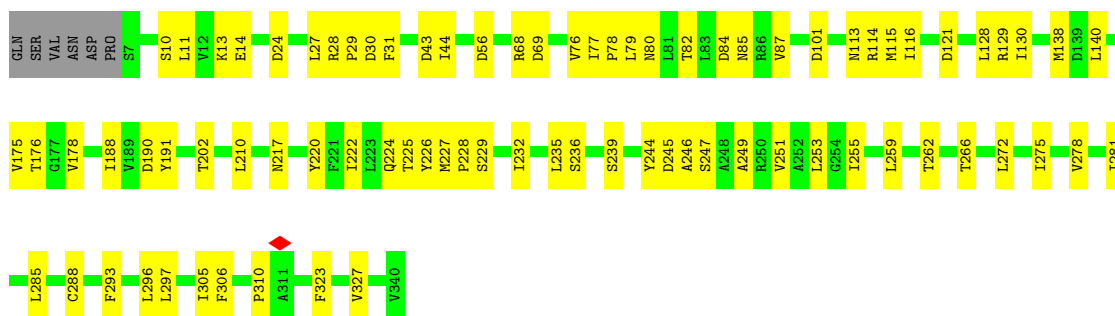 GLN SER VAL ASN ASP PRO S7 S10 L11 V12 K13 E14 D24 L27 R28 P29 D30 F31 D43 I44 D56 R68 D69 V76 I77 P78 L79 N80 L81 T82 L83 D84 N85 R86 V87 D101 N113 R114 M115 I116 D121 L128 R129 I130 M138 D139 L140
V175 T176 G177 V178 I188 V189 D190 Y191 T202 L210 N217 Y220 F221 I222 L223 Q224 T225 Y226 M227 P228 S229 I232 L235 S236 S239 Y244 D245 A246 S247 A248 A249 R250 V251 A252 L253 G254 I255 L259 T262 T266 L272 I275 V278
L285 C288 F293 L296 L297 I305 F306 P310 A311 F323 V327 V340